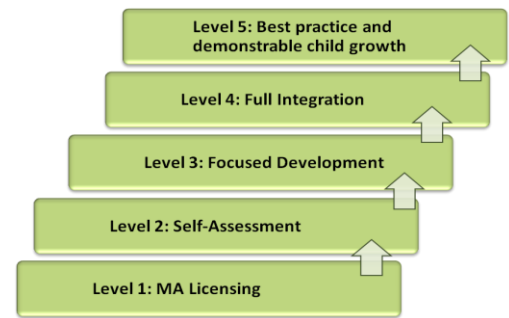 Level 5: Best practice and
demonstrable child growth
Level 4: Full Integration
Level 3: Focused Development
Level 2: Self-Assessment
Level 1: MA Licensing